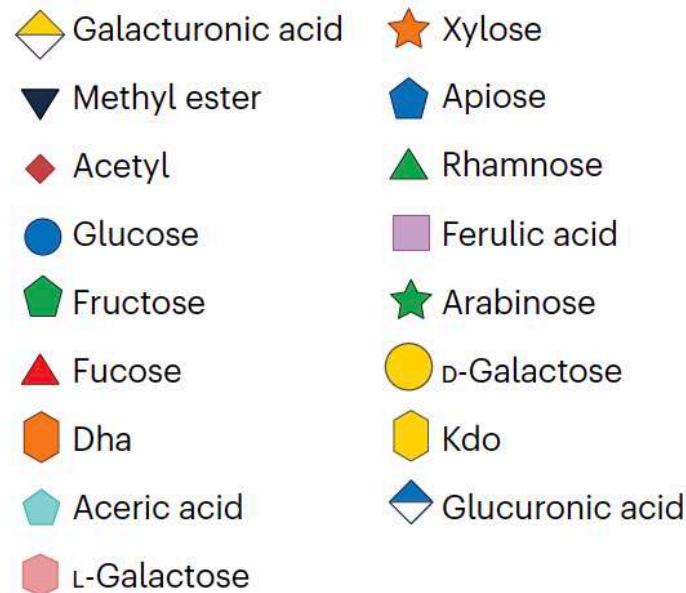 Galacturonic acid
Methyl ester
Acetyl
Glucose
Fructose
Fucose
Dha
Aceric acid
L-Galactose
Xylose
Apiose
Rhamnose
Ferulic acid
Arabinose
D-Galactose
Kdo
Glucuronic acid